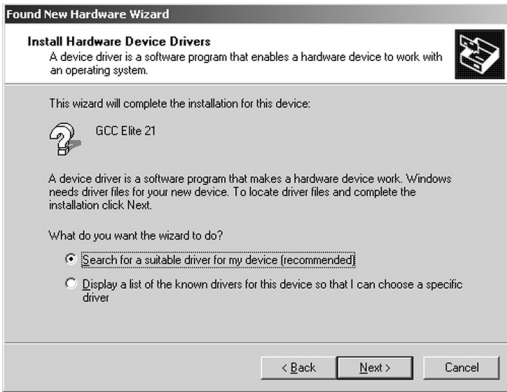 Found New Hardware Wizard
Install Hardware Device Drivers
A device driver is a software program that enables a hardware device to work with
an operating system.
This wizard will complete the installation for this device:
GCC Elite 21
A device driver is a software program that makes a hardware device work. Windows
needs driver files for your new device. To locate driver files and complete the
installation click Next.
What do you want the wizard to do?
Search for a suitable driver for my device (recommended)
Display a list of the known drivers for this device so that I can choose a specific
driver
< Back Next > Cancel